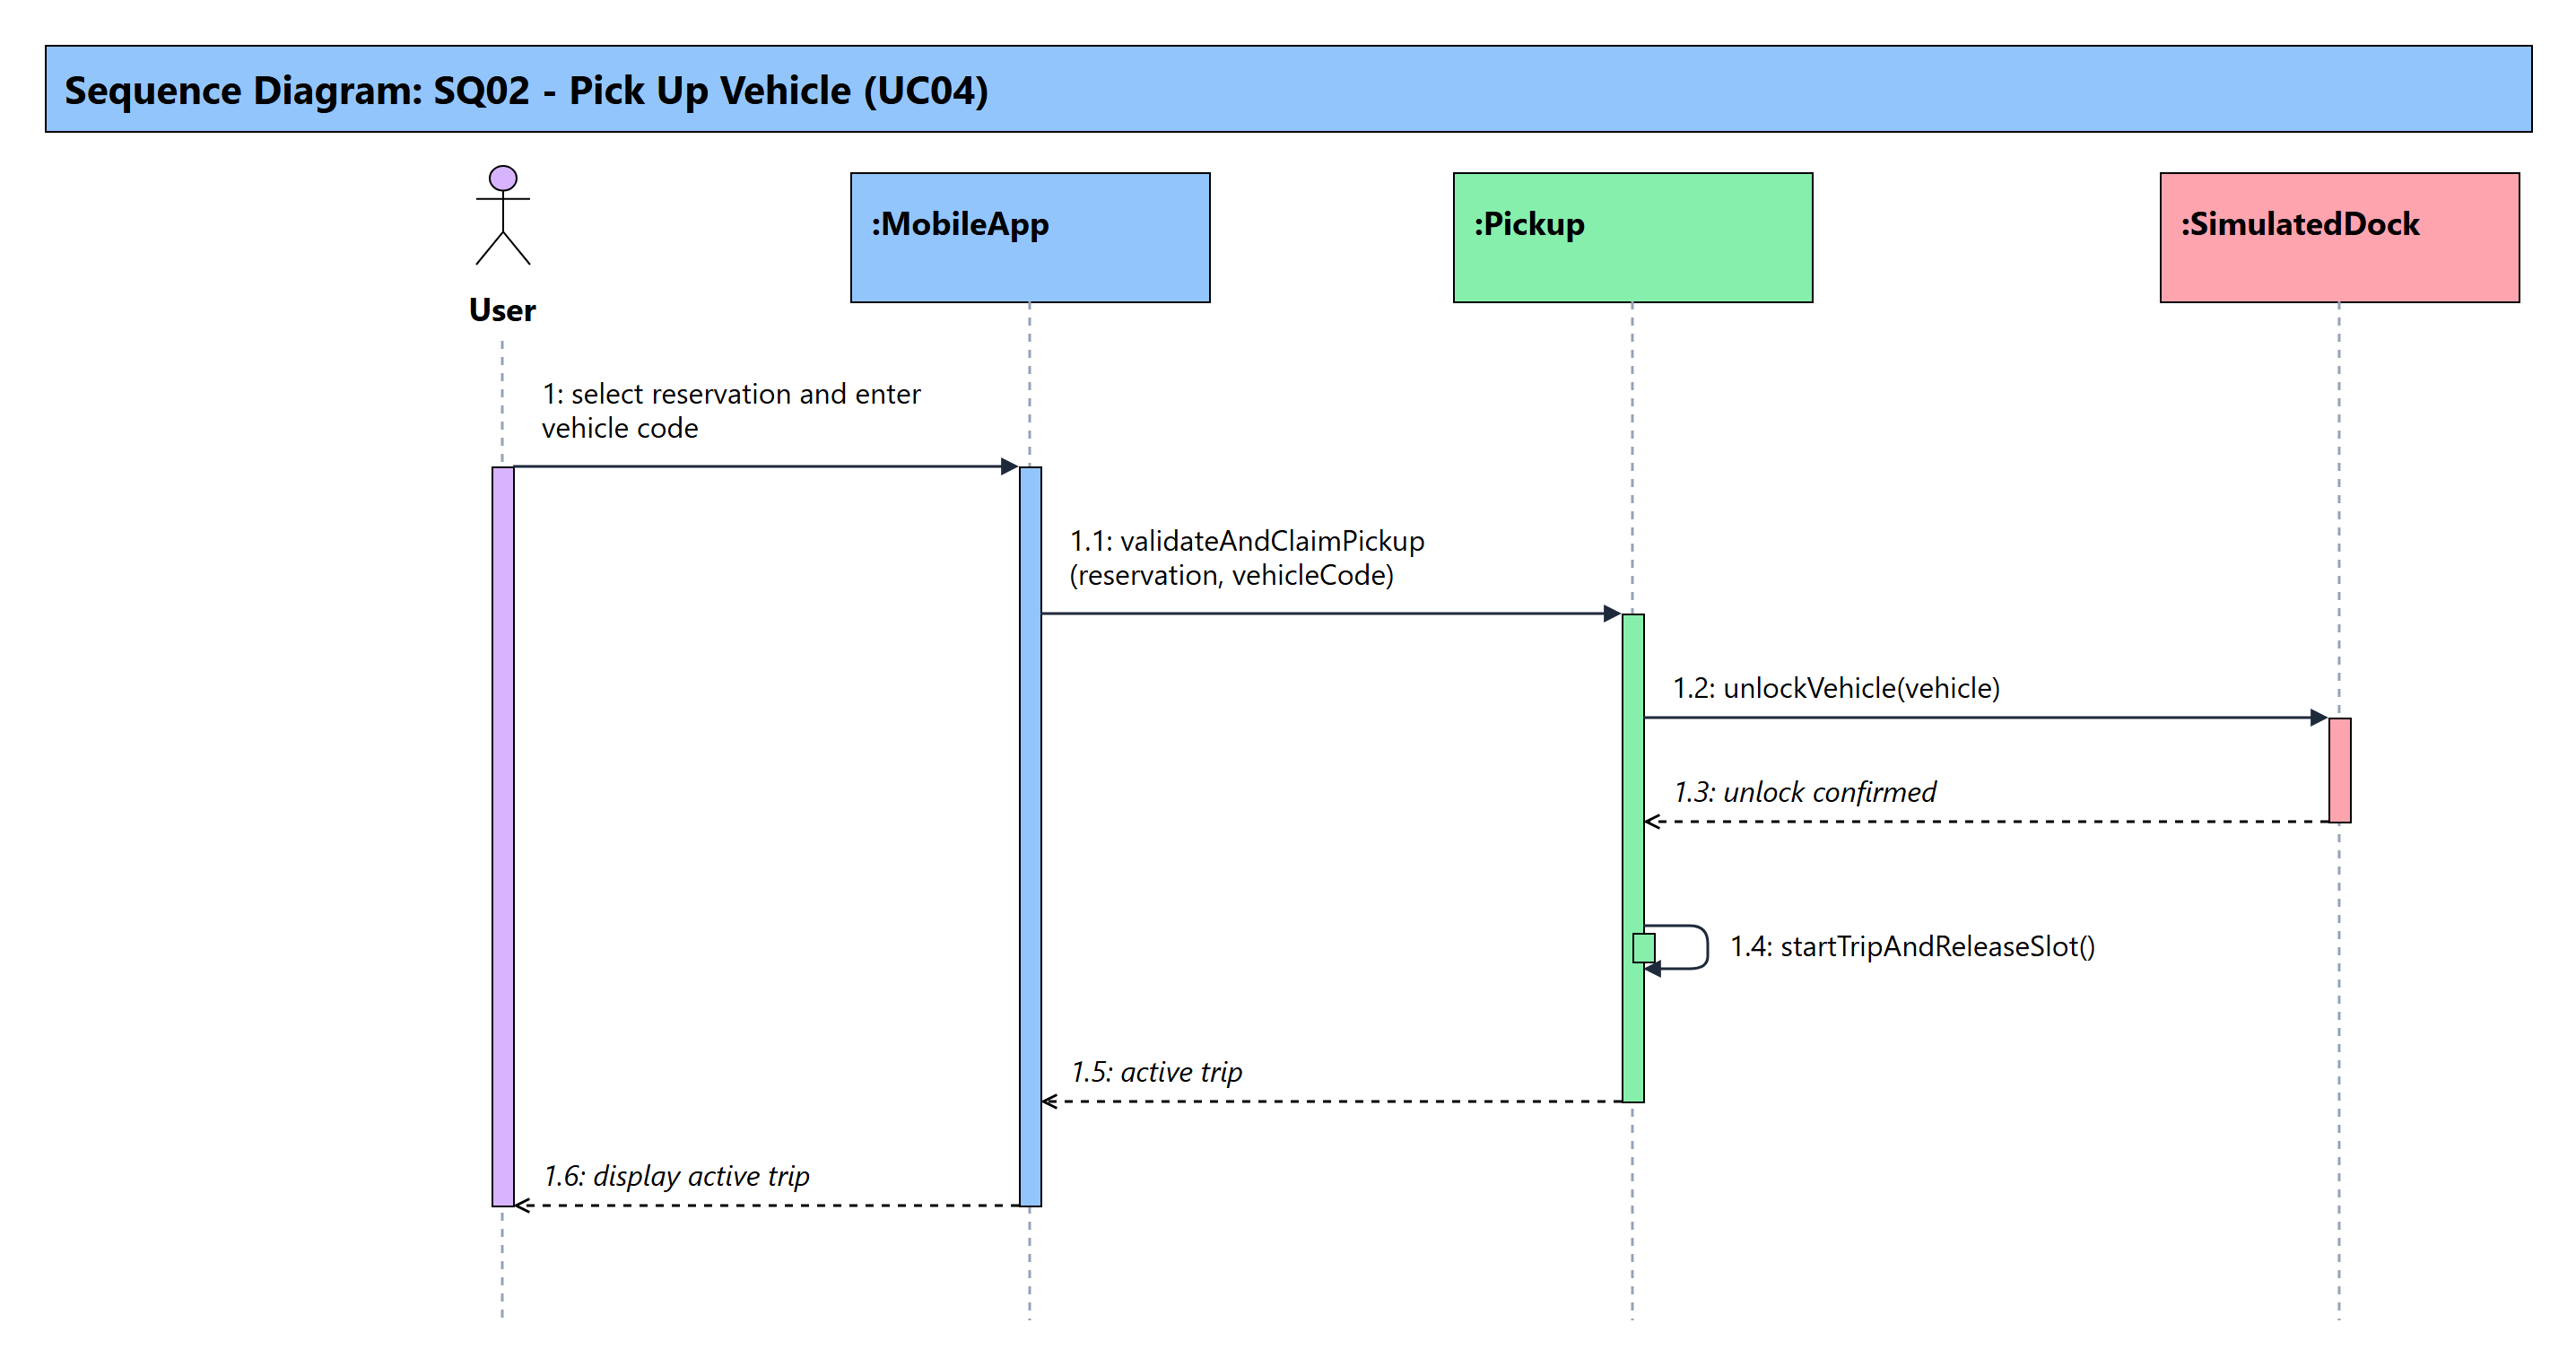 Sequence Diagram: SQ02 - Pick Up Vehicle (UC04)
User
:MobileApp
:Pickup
:SimulatedDock
1: select reservation and enter
vehicle code
1.1: validateAndClaimPickup
(reservation, vehicleCode)
1.2: unlockVehicle(vehicle)
1.3: unlock confirmed
1.4: startTripAndReleaseSlot()
1.5: active trip
1.6: display active trip